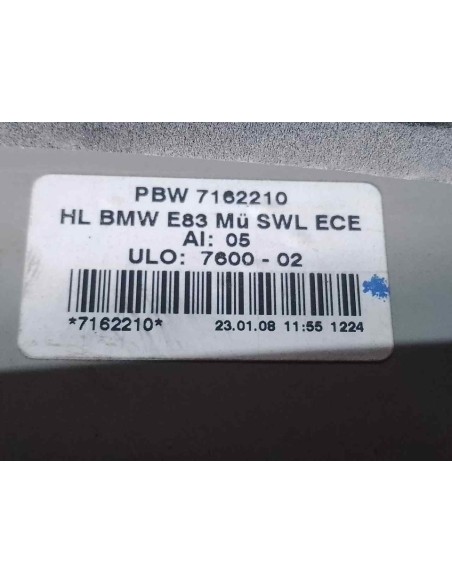 PBW 7162210
HL BMW E83 Mü SWL ECE
AI: 05
ULO: 7600 - 02
*7162210* 23.01.08 11:55 1224